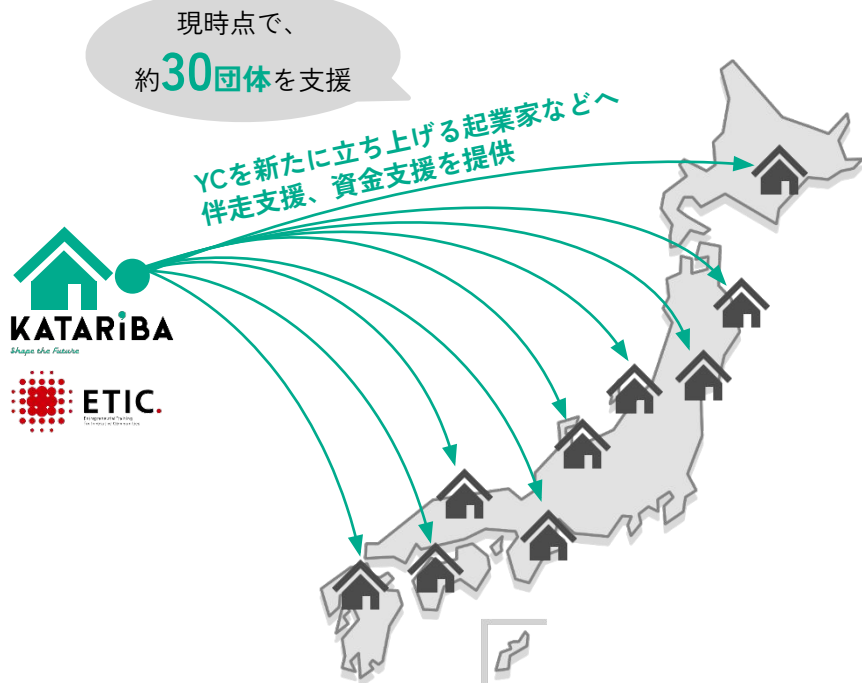 現時点で、
約30団体を支援
YCを新たに立ち上げる起業家などへ
伴走支援、資金支援を提供
KATARiBA
Shape the Future
ETIC.